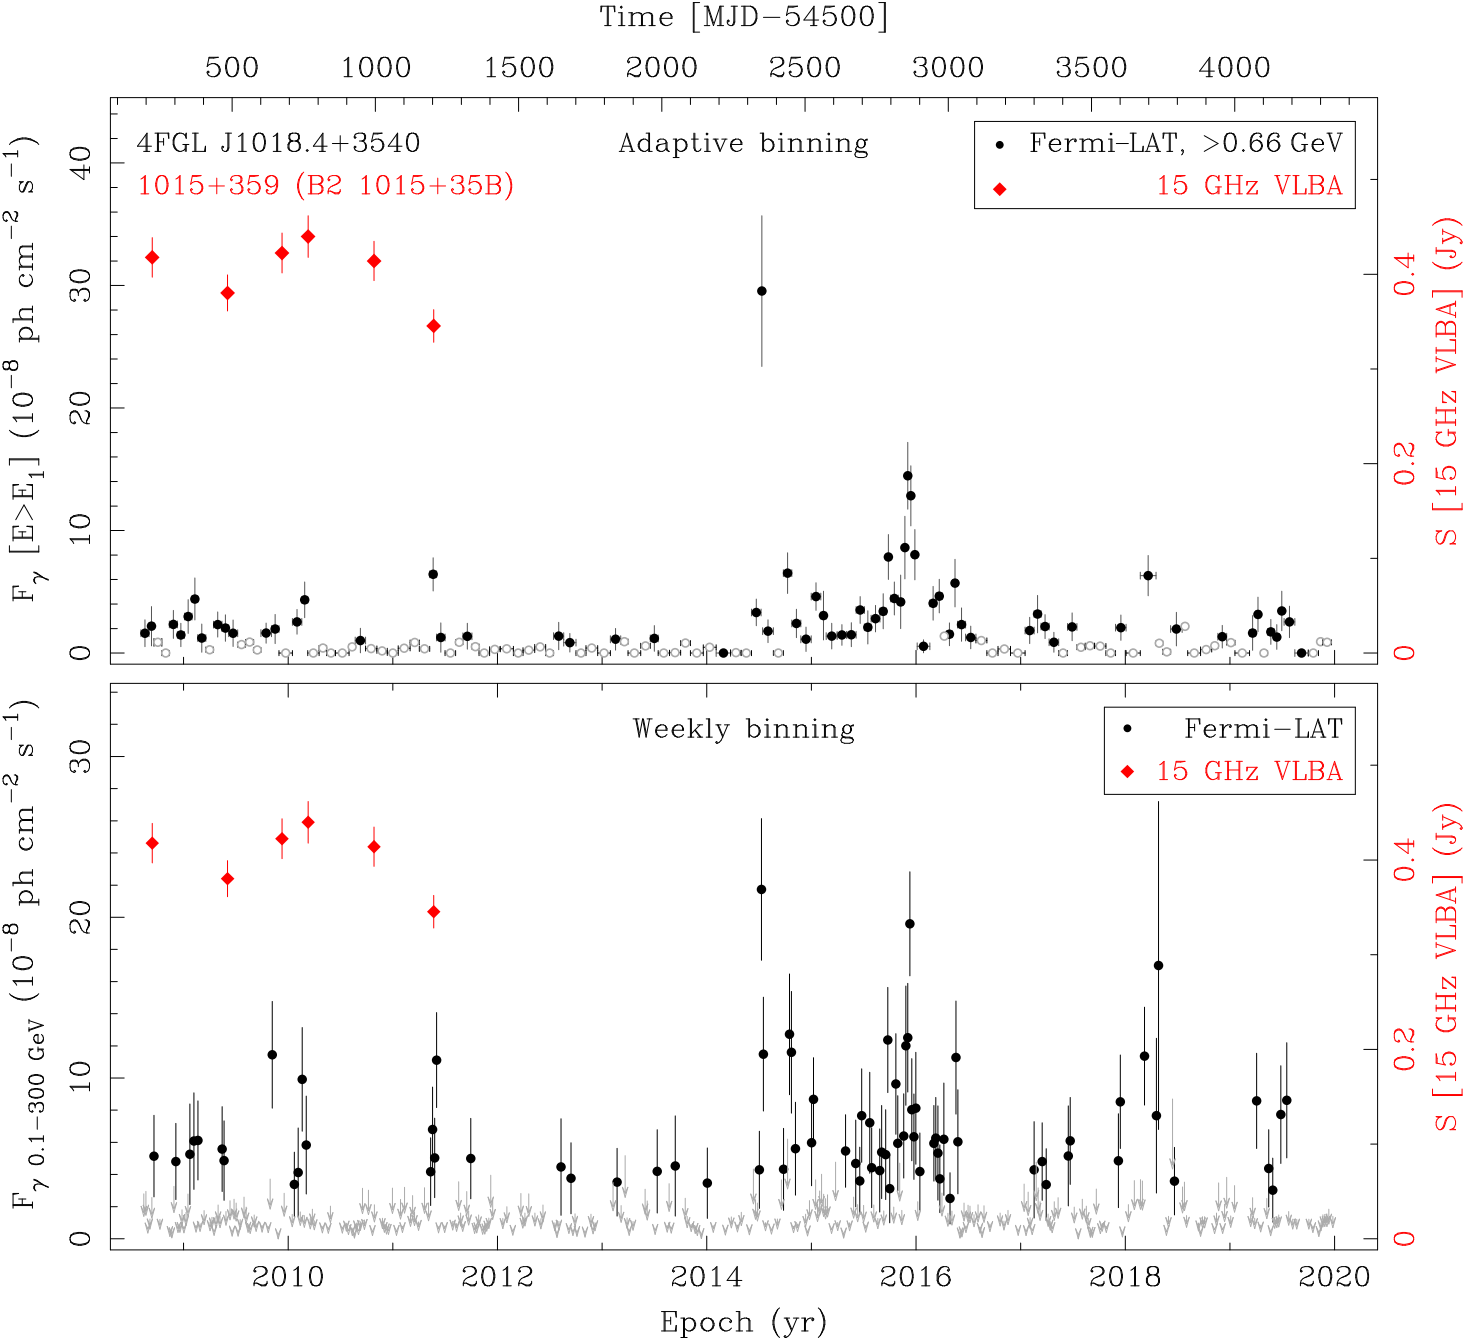 Time [MJD−54500]
500 1000 1500 2000 2500 3000 3500 4000
4FGL J1018.4+3540
1015+359 (B2 1015+35B)
Adaptive binning
Fermi−LAT, >0.66 GeV
15 GHz VLBA
F_γ [E>E_1] (10^−8 ph cm^−2 s^−1)
40
30
20
10
0
S [15 GHz VLBA] (Jy)
0.4
0.2
0
Weekly binning
Fermi−LAT
15 GHz VLBA
F_γ 0.1−300 GeV (10^−8 ph cm^−2 s^−1)
30
20
10
0
S [15 GHz VLBA] (Jy)
0.4
0.2
0
2010 2012 2014 2016 2018 2020
Epoch (yr)